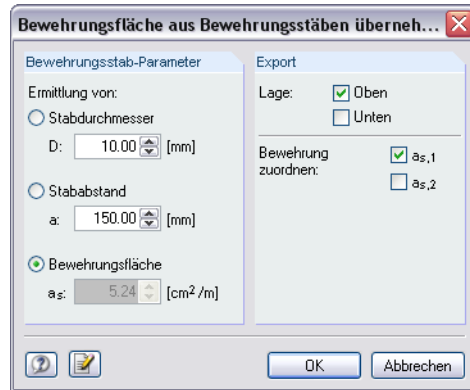 Bewehrungsfläche aus Bewehrungsstäben überneh...
Bewehrungsstab-Parameter
Ermittlung von:
Stabdurchmesser
D: 10.00 [mm]
Stababstand
a: 150.00 [mm]
Bewehrungsfläche
as: 5.24 [cm²/m]
Export
Lage: Oben
Unten
Bewehrung zuordnen: as,1
as,2
OK Abbrechen